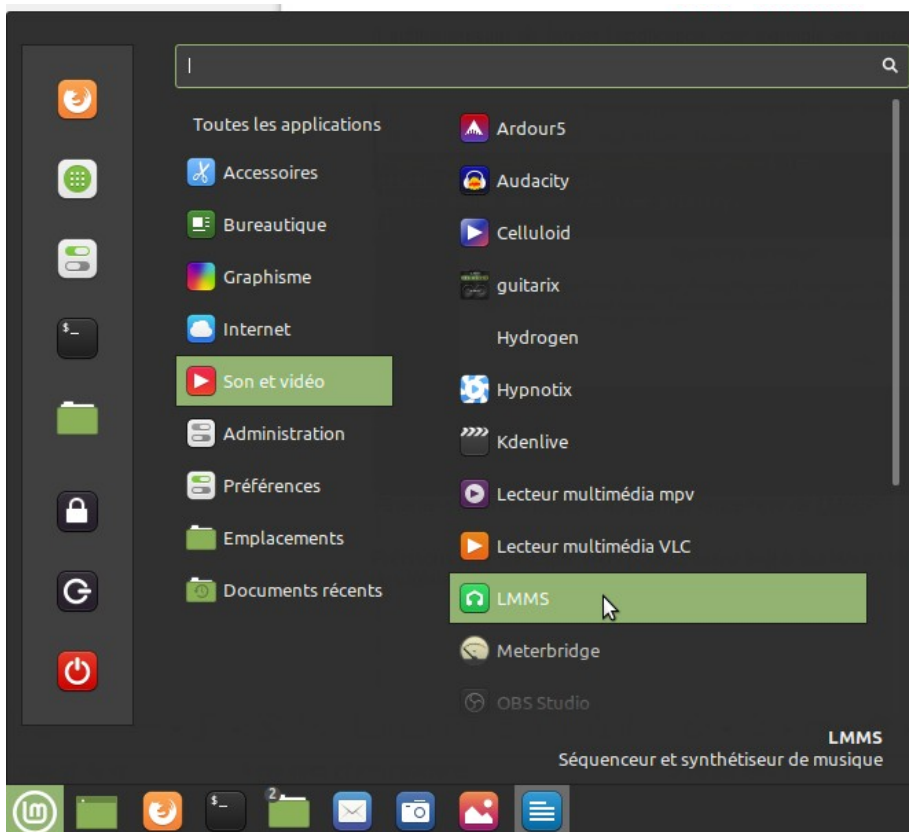 Toutes les applications
Accessoires
Bureautique
Graphisme
Internet
Son et vidéo
Administration
Préférences
Emplacements
Documents récents
Ardour5
Audacity
Celluloid
guitarix
Hydrogen
Hypnotix
Kdenlive
Lecteur multimédia mpv
Lecteur multimédia VLC
LMMS
Meterbridge
OBS Studio
LMMS
Séquenceur et synthétiseur de musique
$_
lm
$_
2